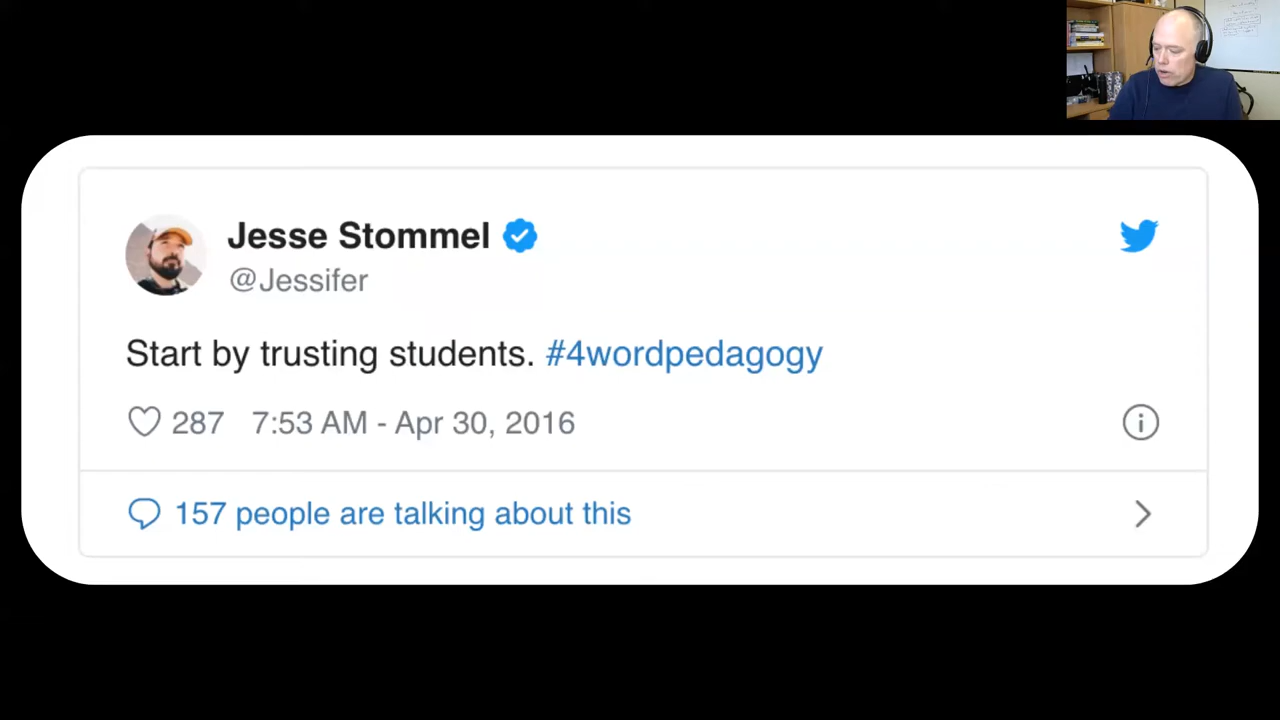 Jesse Stommel
@Jessifer
Start by trusting students. #4wordpedagogy
287 7:53 AM - Apr 30, 2016
157 people are talking about this